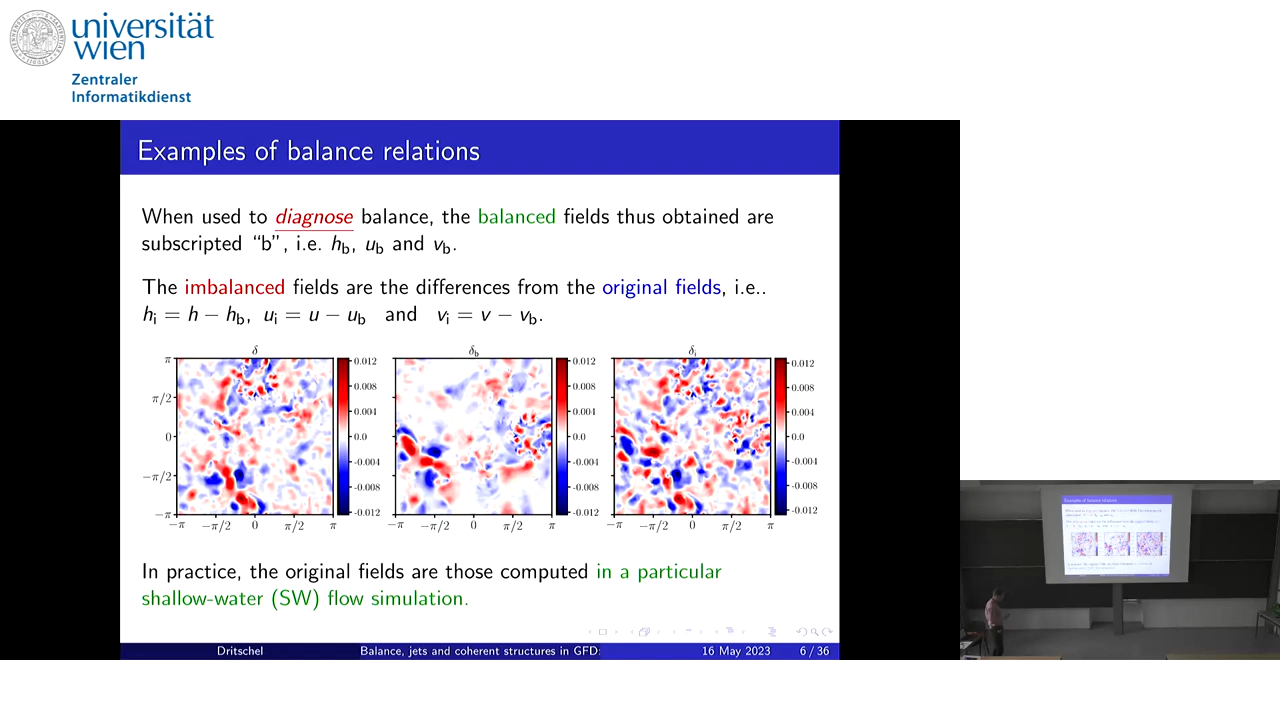 universität
wien
Zentraler
Informatikdienst
Examples of balance relations
When used to diagnose balance, the balanced fields thus obtained are
subscripted “b”, i.e. h_b, u_b and v_b.
The imbalanced fields are the differences from the original fields, i.e..
h_i = h − h_b, u_i = u − u_b and v_i = v − v_b.
δ δ_b δ_i
π 0.012 0.012 0.012
0.008 0.008 0.008
π/2 0.004 0.004 0.004
0 0.0 0.0 0.0
-0.004 -0.004 -0.004
−π/2 -0.008 -0.008 -0.008
−π -0.012 -0.012 -0.012
−π −π/2 0 π/2 π −π −π/2 0 π/2 π −π −π/2 0 π/2 π
In practice, the original fields are those computed in a particular
shallow-water (SW) flow simulation.
Dritschel Balance, jets and coherent structures in GFD: 16 May 2023 6 / 36
Examples of balance relations